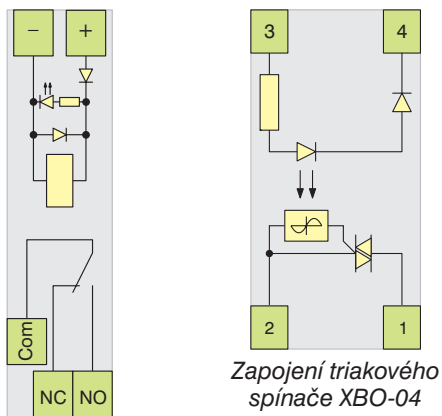 − +
Com
NC NO
3 4
2 1
Zapojení triakového
spínače XBO-04